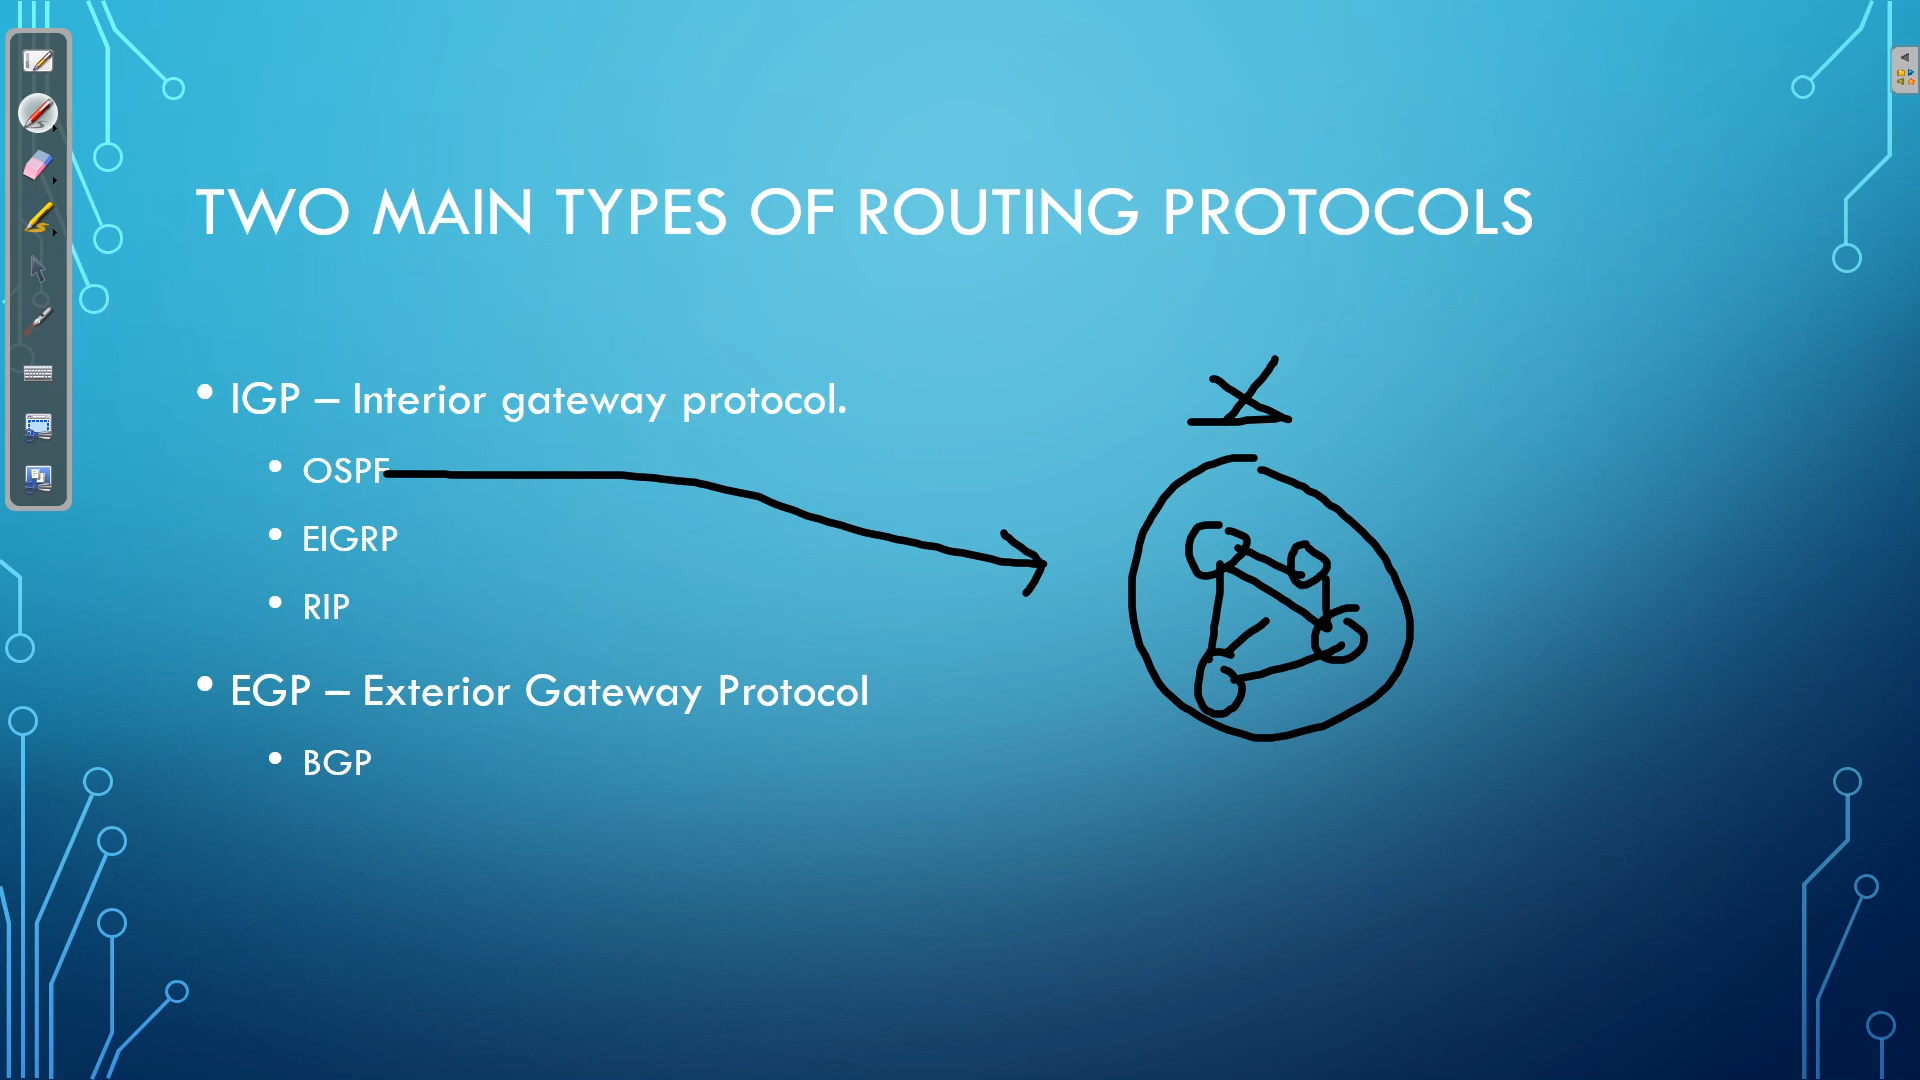 TWO MAIN TYPES OF ROUTING PROTOCOLS
• IGP – Interior gateway protocol.
X
• OSPF
• EIGRP
• RIP
• EGP – Exterior Gateway Protocol
• BGP